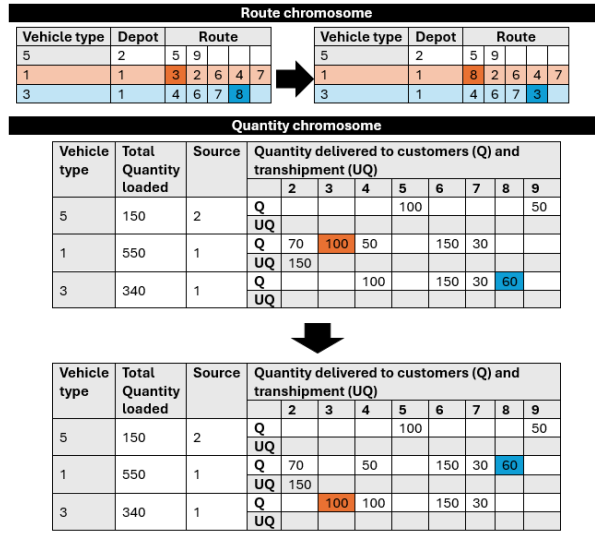 Route chromosome
Vehicle type Depot Route Vehicle type Depot Route
5 2 5 9 5 2 5 9
1 1 3 2 6 4 7 1 1 8 2 6 4 7
3 1 4 6 7 8 3 1 4 6 7 3
Quantity chromosome
Vehicle Total Source Quantity delivered to customers (Q) and
type Quantity transhipment (UQ)
loaded 2 3 4 5 6 7 8 9
5 150 2 Q 100 50
UQ
1 550 1 Q 70 100 50 150 30
UQ 150
3 340 1 Q 100 150 30 60
UQ
Vehicle Total Source Quantity delivered to customers (Q) and
type Quantity transhipment (UQ)
loaded 2 3 4 5 6 7 8 9
5 150 2 Q 100 50
UQ
1 550 1 Q 70 50 150 30 60
UQ 150
3 340 1 Q 100 100 150 30
UQ